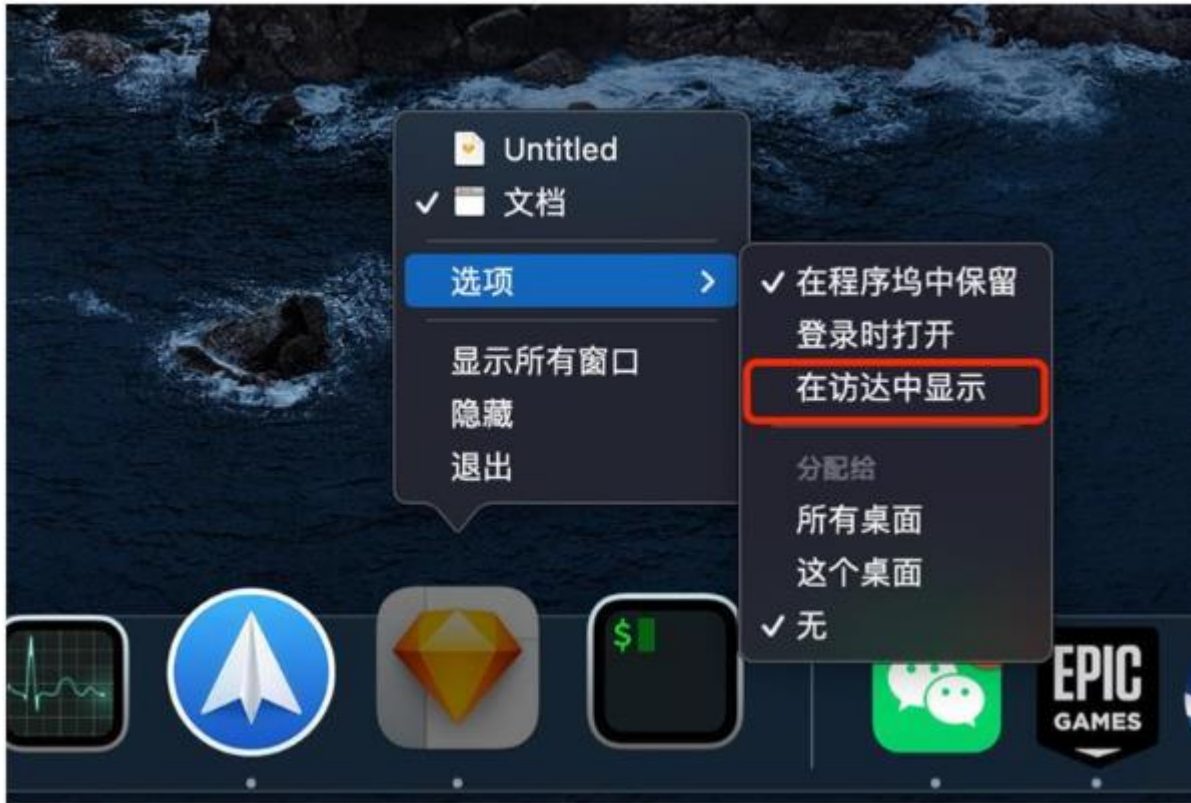 Untitled
文档
选项
显示所有窗口
隐藏
退出
在程序坞中保留
登录时打开
在访达中显示
分配给
所有桌面
这个桌面
无
$
EPIC
GAMES